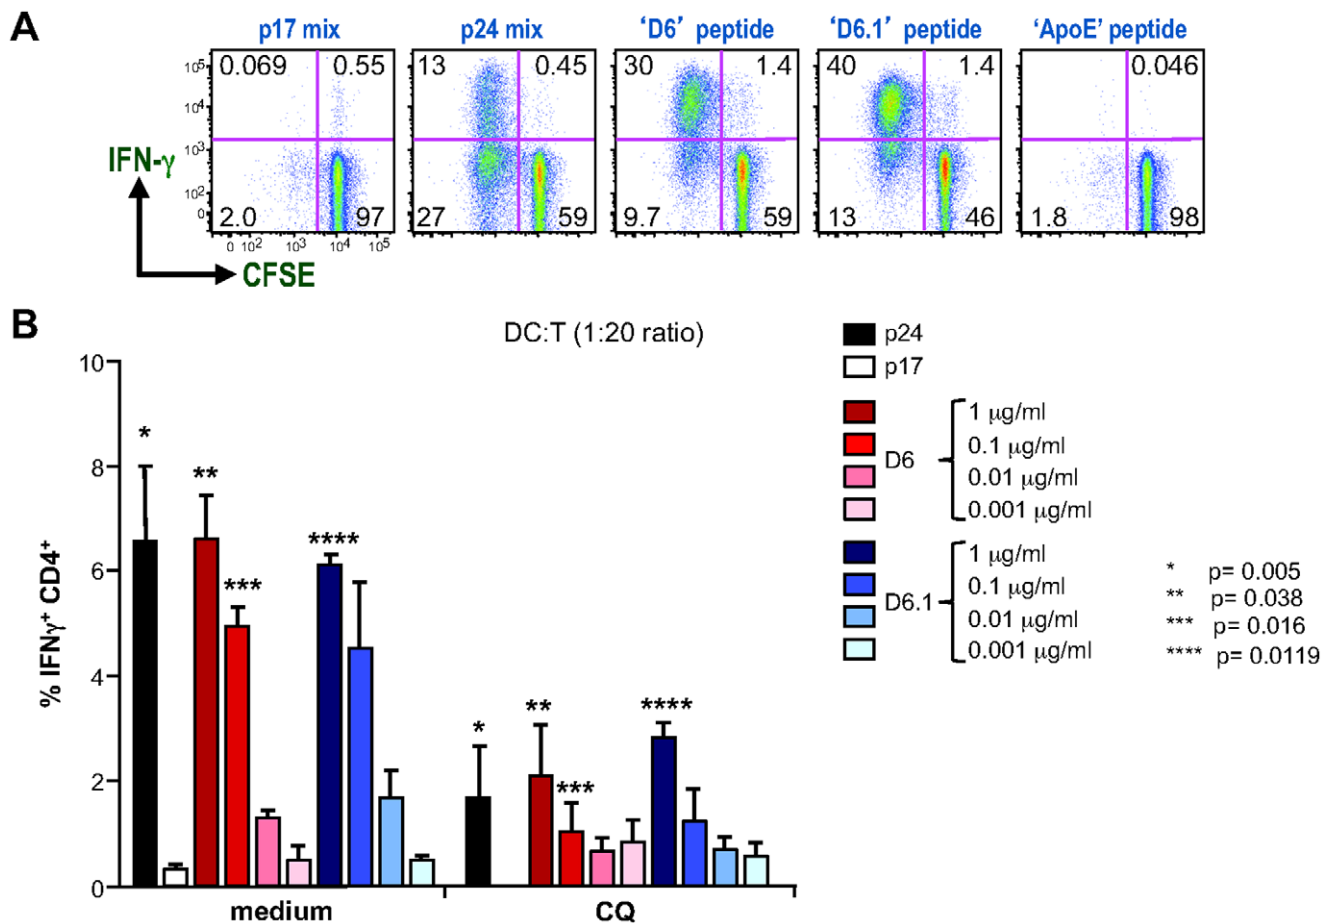 A
p17 mix
p24 mix
‘D6’ peptide
‘D6.1’ peptide
‘ApoE’ peptide
10⁵ 0.069 0.55
13 0.45
30 1.4
40 1.4
0.046
10⁴
10³
10²
0
IFN-γ
2.0 97
27 59
9.7 59
13 46
1.8 98
0 10² 10³ 10⁴ 10⁵
CFSE
B
DC:T (1:20 ratio)
% IFNγ⁺ CD4⁺
10
8
6
4
2
0
*
**
***
****
*
**
***
****
medium
CQ
p24
p17
D6
1 µg/ml
0.1 µg/ml
0.01 µg/ml
0.001 µg/ml
D6.1
1 µg/ml
0.1 µg/ml
0.01 µg/ml
0.001 µg/ml
* p= 0.005
** p= 0.038
*** p= 0.016
**** p= 0.0119